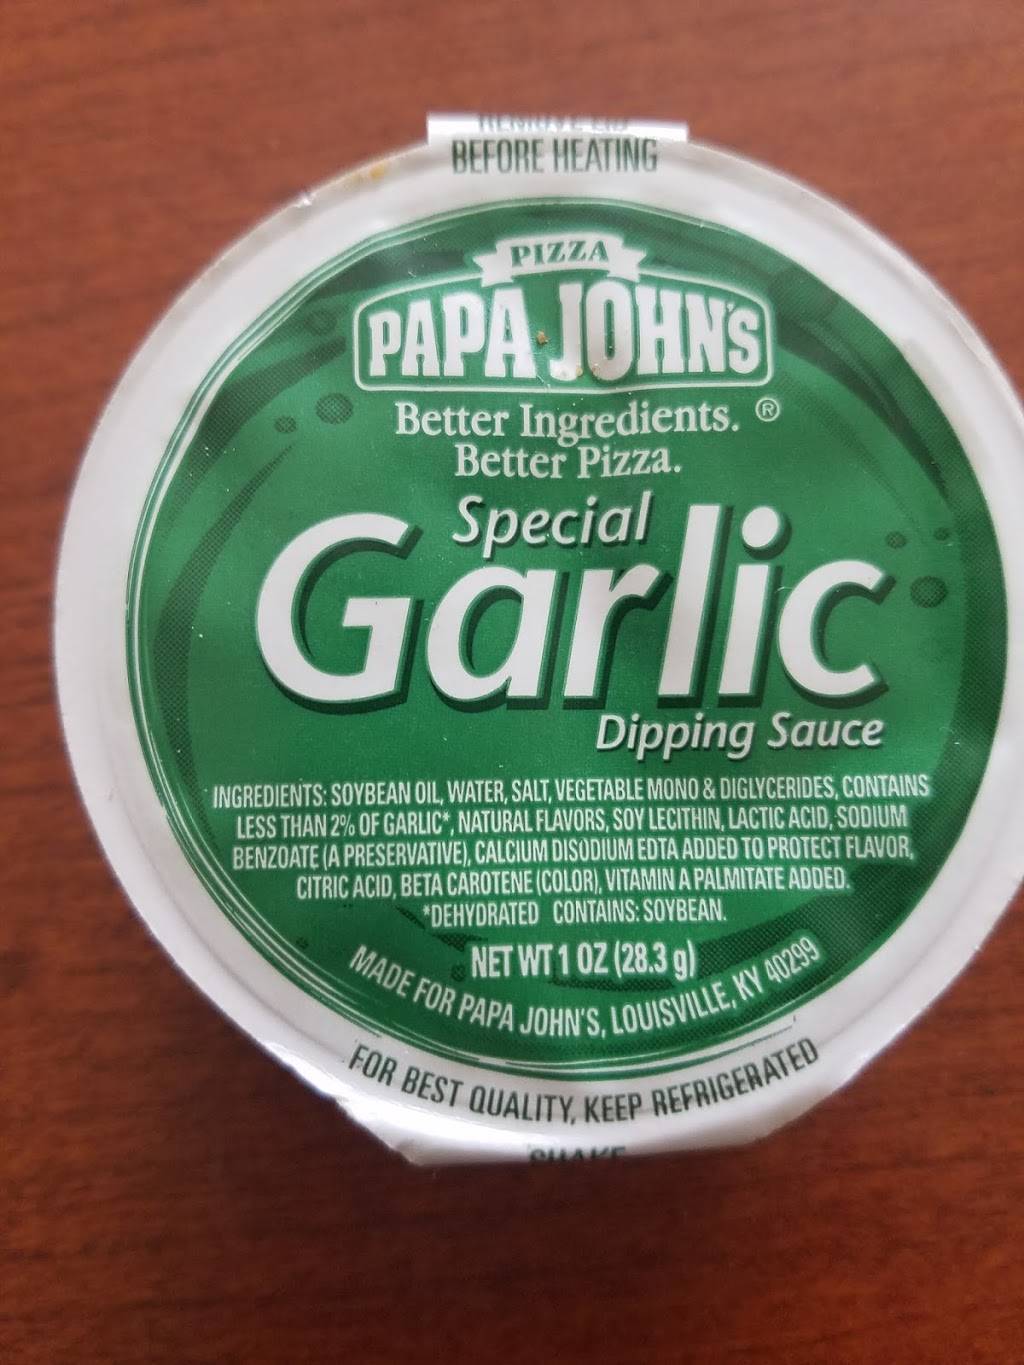 REMOVE LID
BEFORE HEATING
PIZZA
PAPA JOHN'S
Better Ingredients. ®
Better Pizza.
Special
Garlic
Dipping Sauce
INGREDIENTS: SOYBEAN OIL, WATER, SALT, VEGETABLE MONO & DIGLYCERIDES, CONTAINS
LESS THAN 2% OF GARLIC*, NATURAL FLAVORS, SOY LECITHIN, LACTIC ACID, SODIUM
BENZOATE (A PRESERVATIVE), CALCIUM DISODIUM EDTA ADDED TO PROTECT FLAVOR,
CITRIC ACID, BETA CAROTENE (COLOR), VITAMIN A PALMITATE ADDED.
*DEHYDRATED CONTAINS: SOYBEAN.
NET WT 1 OZ (28.3 g)
MADE FOR PAPA JOHN'S, LOUISVILLE, KY 40299
FOR BEST QUALITY, KEEP REFRIGERATED
SHAKE